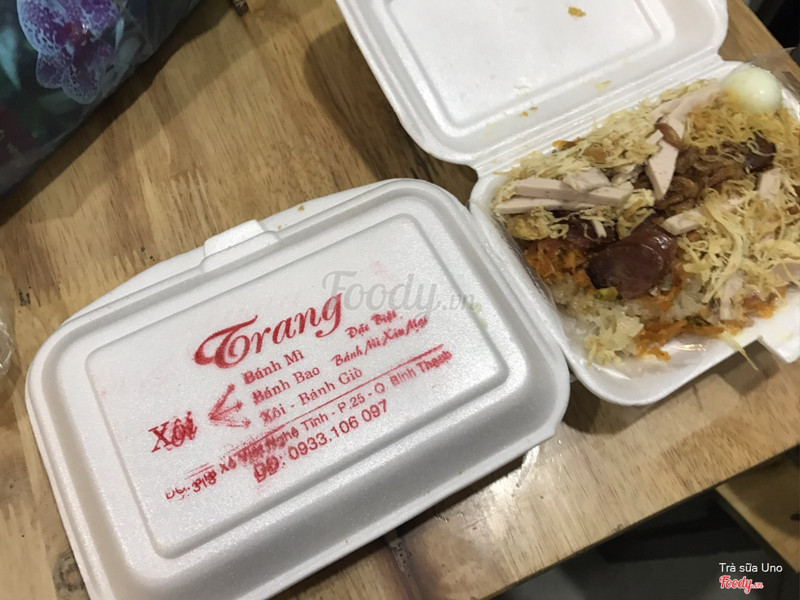 Trang
Bánh Mì
Đặc Biệt
Bánh Bao
Bánh Mì Xíu Mại
Xôi
Xôi - Bánh Giò
Xô Viết Nghệ Tĩnh - P.25 - Q. Bình Thạnh
ĐĐ: 0933.106 097
Foody.vn
Trà sữa Uno
Foody.vn